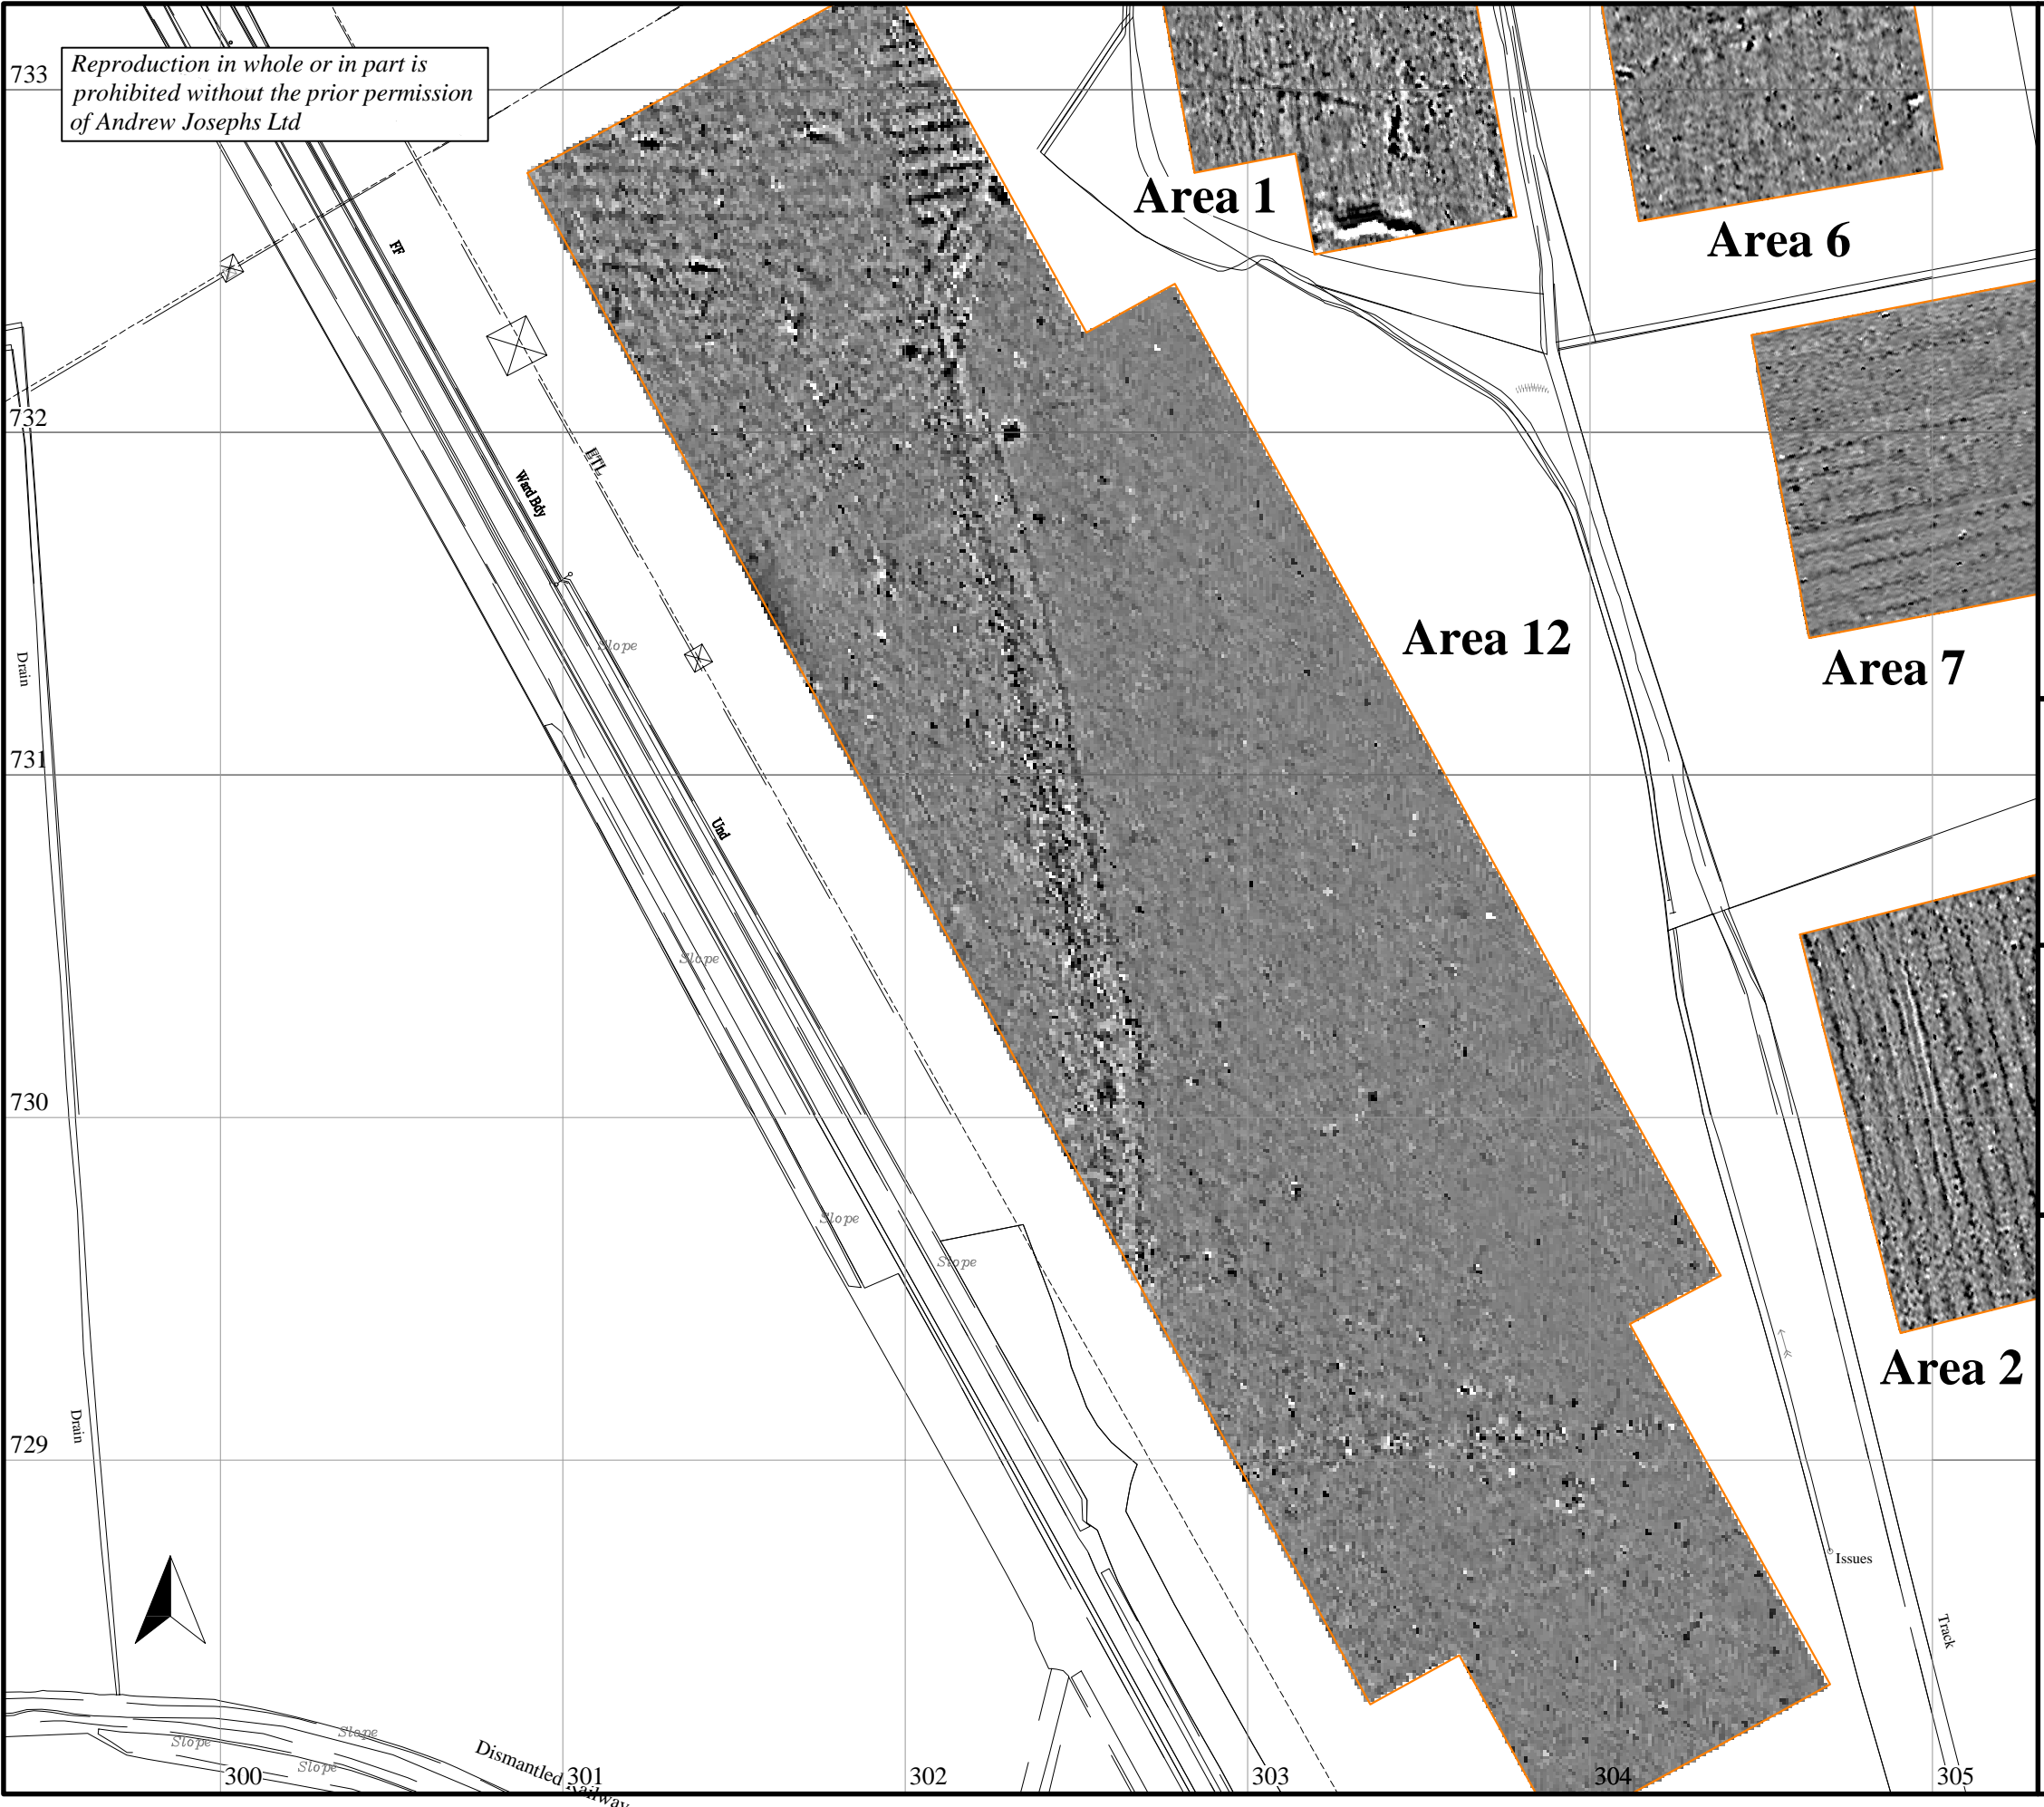 733
Reproduction in whole or in part is
prohibited without the prior permission
of Andrew Josephs Ltd
Area 1
Area 6
FF
732
ETL
Ward Bdy
Area 12
Area 7
Drain
Slope
731
Und
Slope
730
Slope
Slope
Area 2
729
Drain
Issues
Track
Slope
Slope
Slope
Dismantled Railway
300
301
302
303
304
305